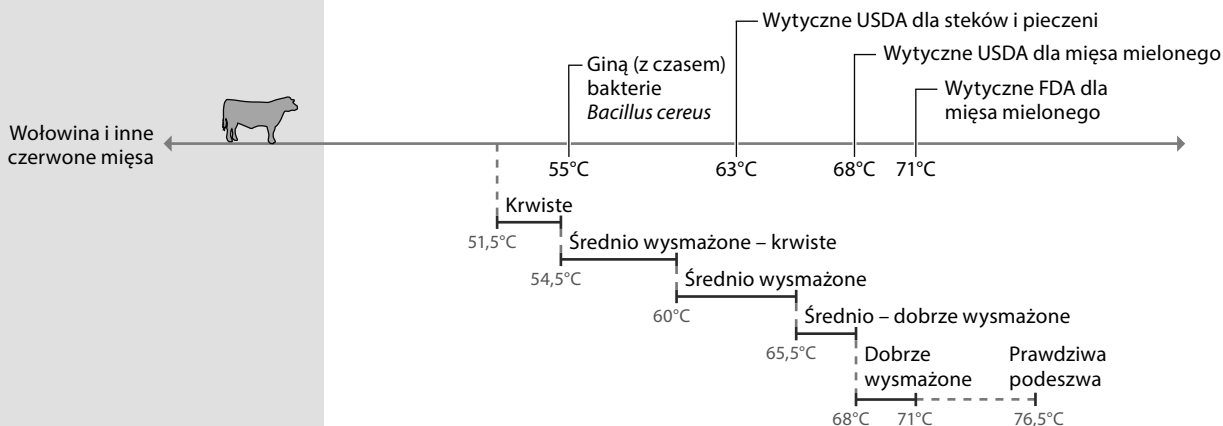 Wytyczne USDA dla steków i pieczeni
Wytyczne USDA dla mięsa mielonego
Giną (z czasem)
bakterie
Bacillus cereus
Wytyczne FDA dla
mięsa mielonego
Wołowina i inne
czerwone mięsa
55°C
63°C
68°C
71°C
Krwiste
51,5°C
Średnio wysmażone – krwiste
54,5°C
Średnio wysmażone
60°C
Średnio – dobrze wysmażone
65,5°C
Dobrze
wysmażone
Prawdziwa
podeszwa
68°C
71°C
76,5°C